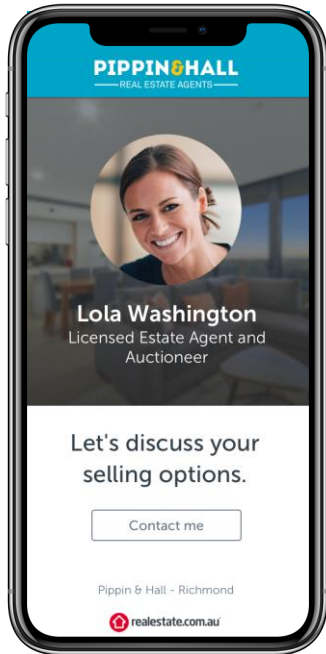 PIPPIN&HALL
REAL ESTATE AGENTS
Lola Washington
Licensed Estate Agent and
Auctioneer
Let's discuss your
selling options.
Contact me
Pippin & Hall - Richmond
realestate.com.au